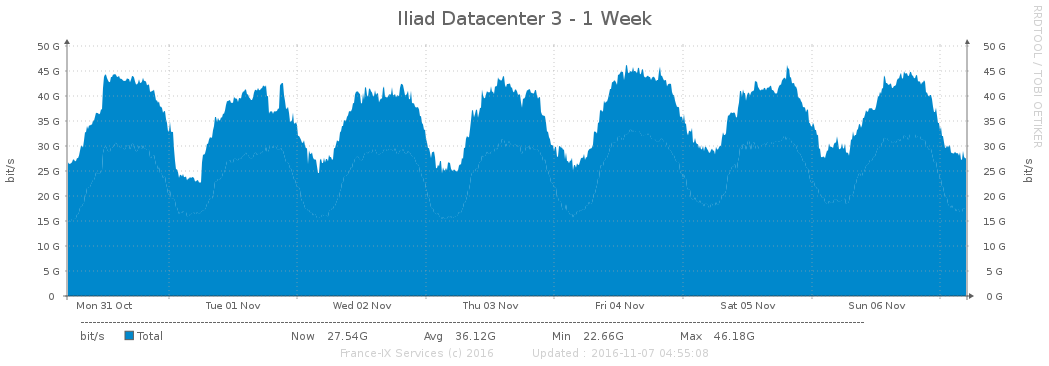 Iliad Datacenter 3 - 1 Week
RRDTOOL / TOBI OETIKER
50 G 50 G
45 G 45 G
40 G 40 G
35 G 35 G
30 G 30 G
25 G 25 G
20 G 20 G
15 G 15 G
10 G 10 G
5 G 5 G
0 0 G
bit/s bit/s
Mon 31 Oct Tue 01 Nov Wed 02 Nov Thu 03 Nov Fri 04 Nov Sat 05 Nov Sun 06 Nov
bit/s Total Now 27.54G Avg 36.12G Min 22.66G Max 46.18G
France-IX Services (c) 2016 Updated : 2016-11-07 04:55:08